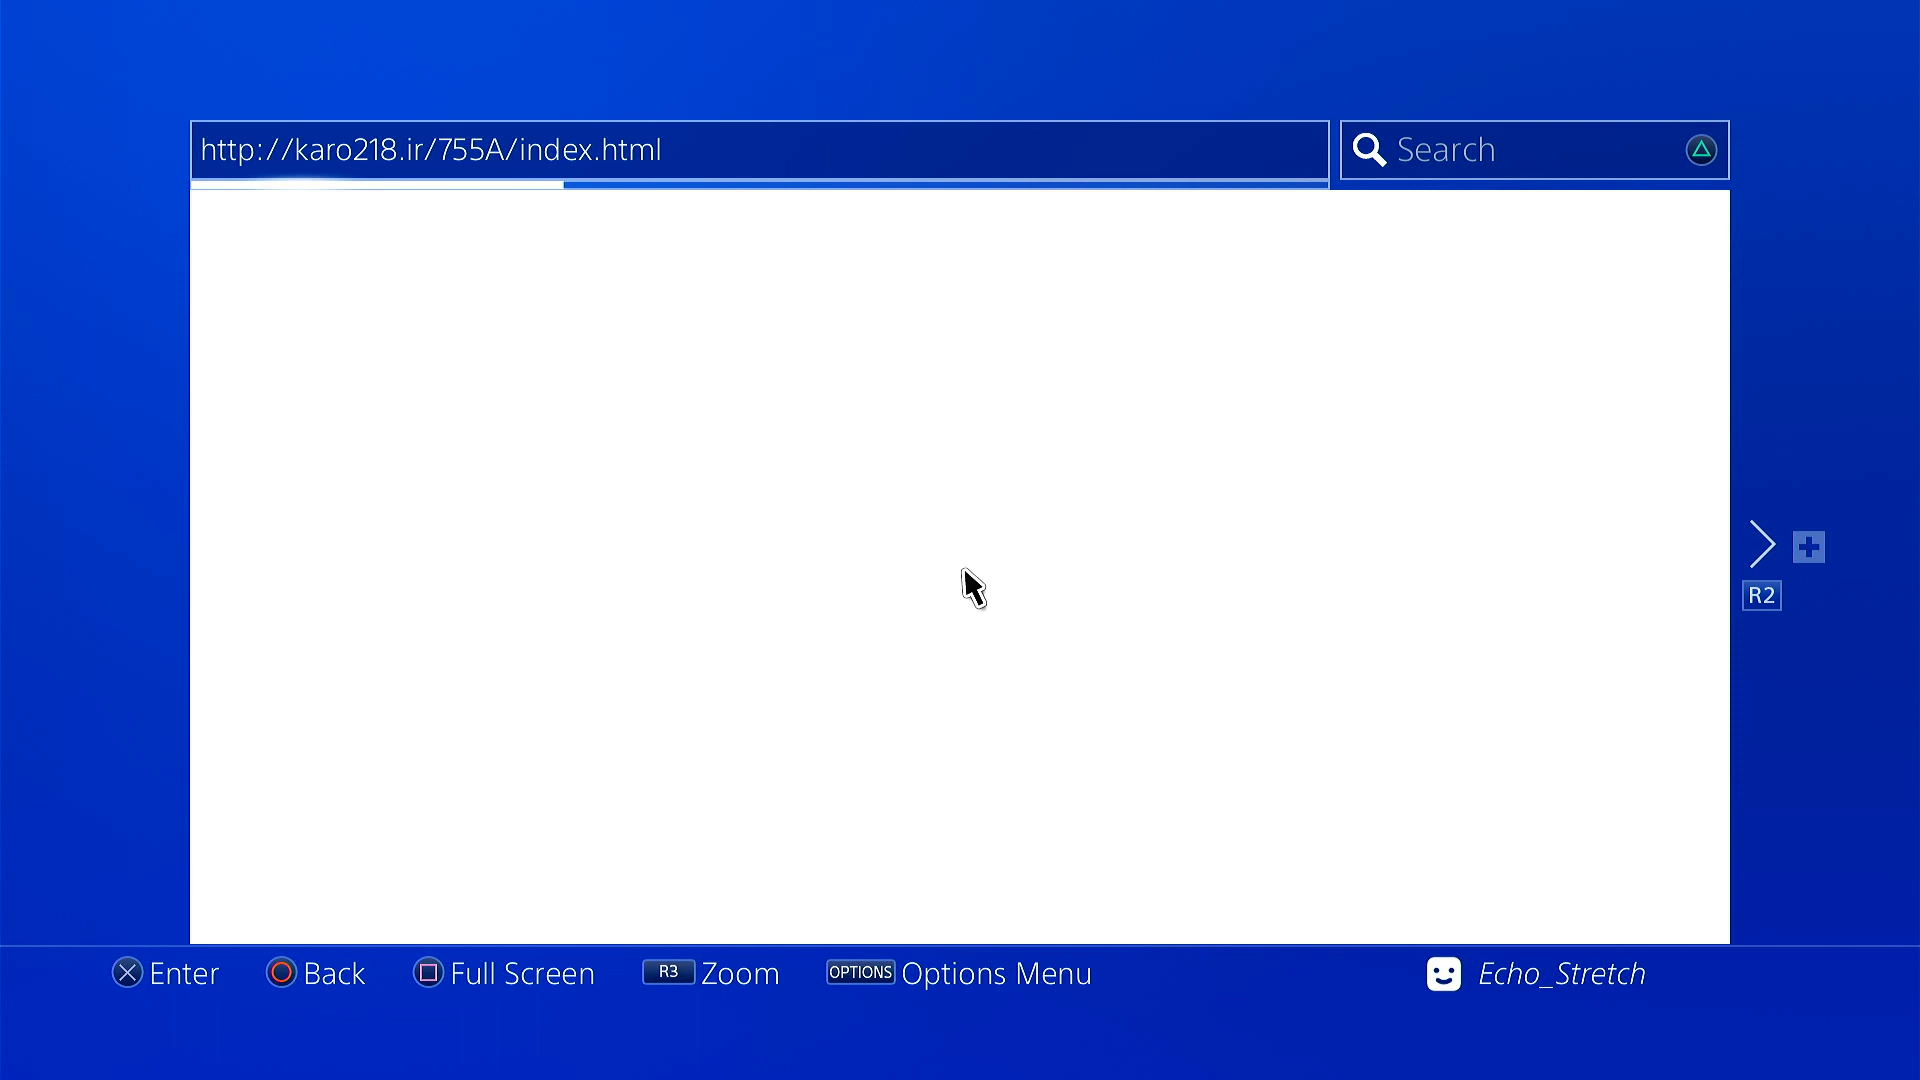 http://karo218.ir/755A/index.html
Search
R2
Enter
Back
Full Screen
R3 Zoom
OPTIONS Options Menu
Echo_Stretch